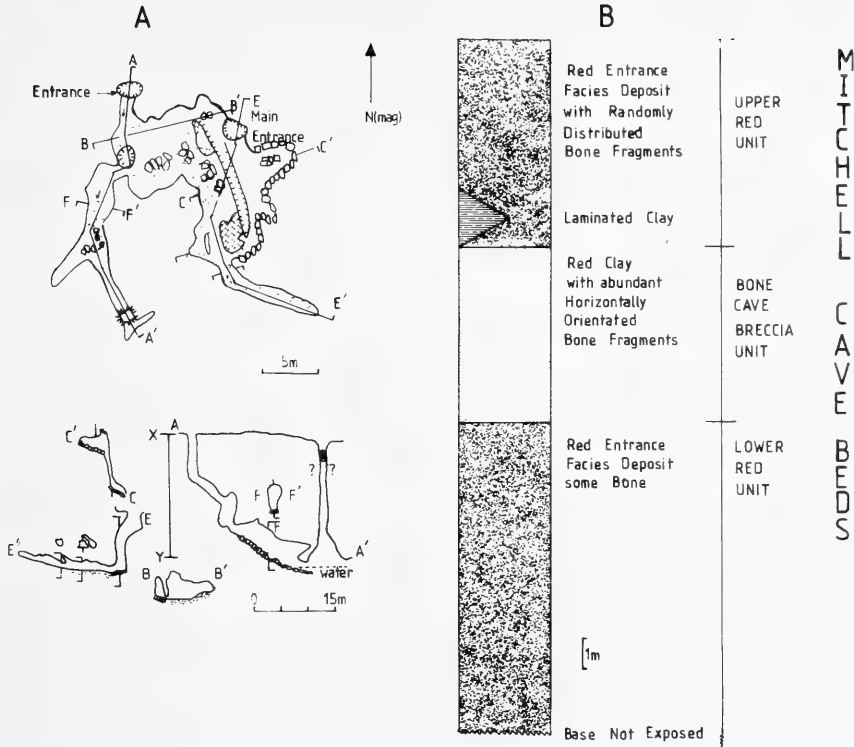 A
A
Entrance
B'
E
Main
Entrance
N(mag)
B
C'
F
F'
C
E'
A'
5m
C'
C
E
E'
X
A
? ?
F F'
F
Y
A'
water
B B'
0 15m
B
Red Entrance
Facies Deposit
with Randomly
Distributed
Bone Fragments
UPPER
RED
UNIT
Laminated Clay
Red Clay
with abundant
Horizontally
Orientated
Bone Fragments
BONE
CAVE
BRECCIA
UNIT
Red Entrance
Facies Deposit
some Bone
LOWER
RED
UNIT
1m
Base Not Exposed
MITCHELL CAVE BEDS